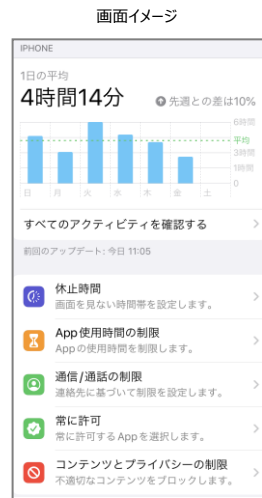 画面イメージ
IPHONE
1日の平均
4時間14分
先週との差は10%
6時間
平均
3時間
1時間
0
日 月 火 水 木 金 土
すべてのアクティビティを確認する
前回のアップデート: 今日 11:05
休止時間
画面を見ない時間帯を設定します。
App使用時間の制限
Appの使用時間を制限します。
通信/通話の制限
連絡先に基づいて制限を設定します。
常に許可
常に許可するAppを選択します。
コンテンツとプライバシーの制限
不適切なコンテンツをブロックします。